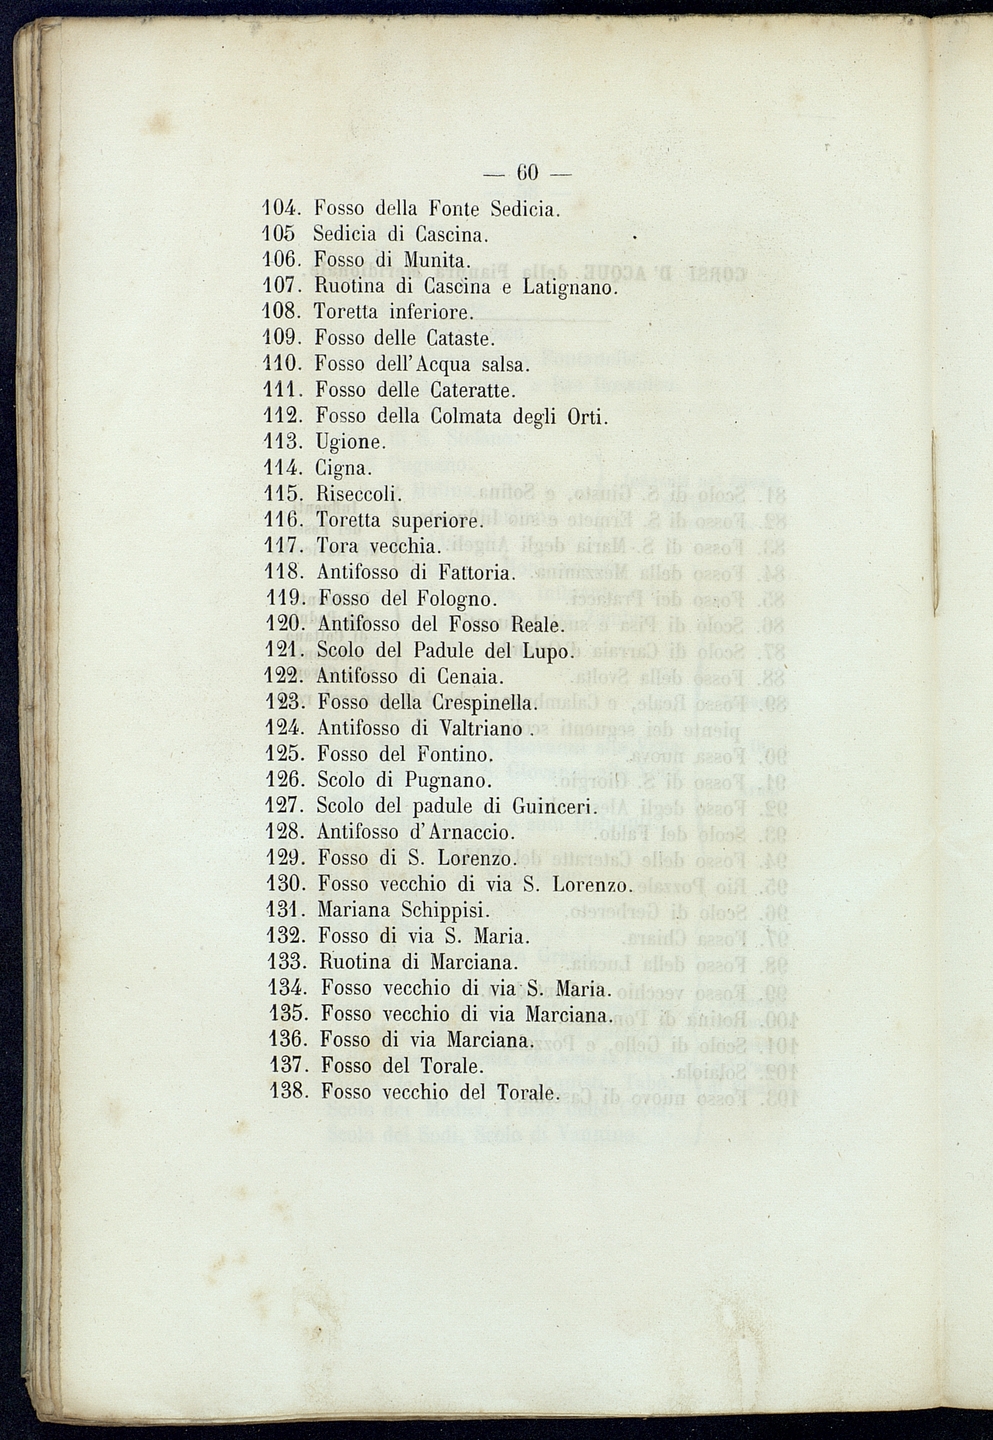 — 60 —
104. Fosso della Fonte Sedicia.
105 Sedicia di Cascina.
106. Fosso di Munita.
107. Ruotina di Cascina e Latignano.
108. Toretta inferiore.
109. Fosso delle Cataste.
110. Fosso dell'Acqua salsa.
111. Fosso delle Cateratte.
112. Fosso della Colmata degli Orti.
113. Ugione.
114. Cigna.
115. Riseccoli.
116. Toretta superiore.
117. Tora vecchia.
118. Antifosso di Fattoria.
119. Fosso del Fologno.
120. Antifosso del Fosso Reale.
121. Scolo del Padule del Lupo.
122. Antifosso di Cenaia.
123. Fosso della Crespinella.
124. Antifosso di Valtriano .
125. Fosso del Fontino.
126. Scolo di Pugnano.
127. Scolo del padule di Guinceri.
128. Antifosso d'Arnaccio.
129. Fosso di S. Lorenzo.
130. Fosso vecchio di via S. Lorenzo.
131. Mariana Schippisi.
132. Fosso di via S. Maria.
133. Ruotina di Marciana.
134. Fosso vecchio di via S. Maria.
135. Fosso vecchio di via Marciana.
136. Fosso di via Marciana.
137. Fosso del Torale.
138. Fosso vecchio del Torale.